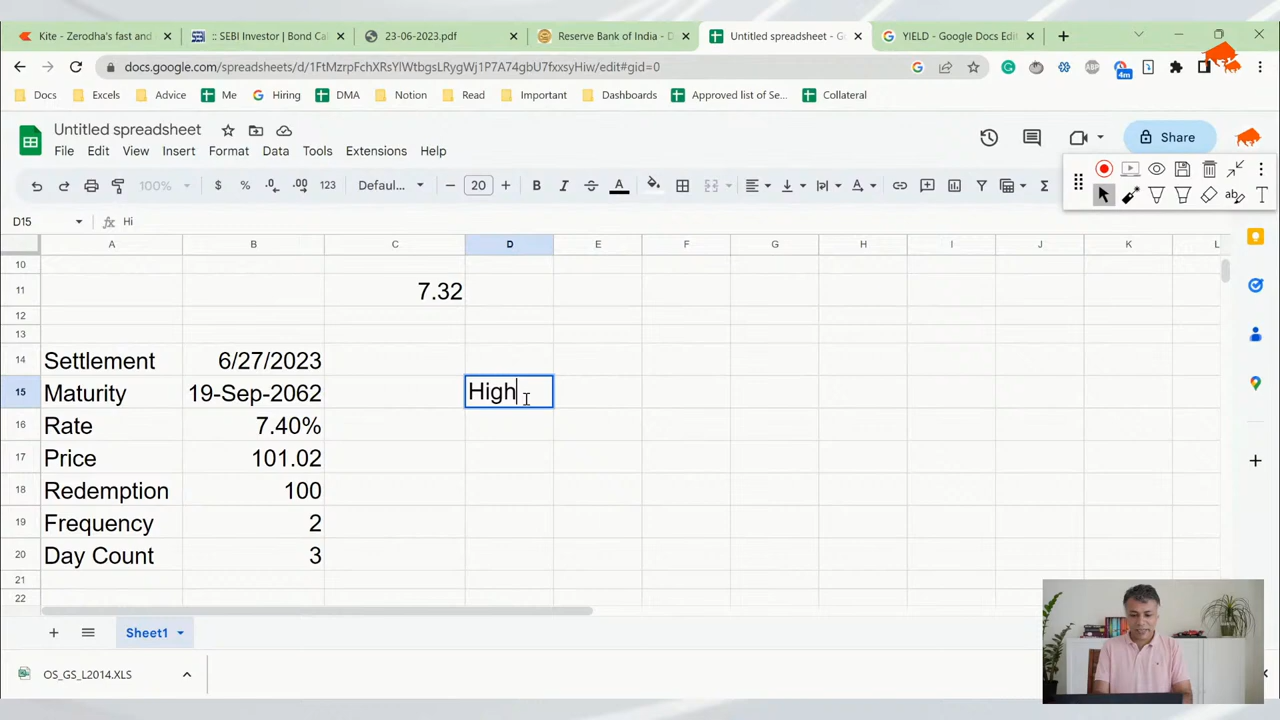 Kite - Zerodha's fast and
:: SEBI Investor | Bond Cal
23-06-2023.pdf
Reserve Bank of India - D
Untitled spreadsheet - Go
YIELD - Google Docs Edit
docs.google.com/spreadsheets/d/1FtMzrpFchXRsYlWtbqsLRygWj1P7A7AgbU7fxxsyHiw/edit#gid=0
4m
Docs
Excels
Advice
Me
Hiring
DMA
Notion
Read
Important
Dashboards
Approved list of Se...
Collateral
Untitled spreadsheet
Share
File Edit View Insert Format Data Tools Extensions Help
100% $ % .0 .00 123 Defaul... 20 B I A
D15 fx Hi
A B C D E F G H I J K L
10
11 7.32
12
13
14 Settlement 6/27/2023
15 Maturity 19-Sep-2062 High
16 Rate 7.40%
17 Price 101.02
18 Redemption 100
19 Frequency 2
20 Day Count 3
21
22
Sheet1
OS_GS_L2014.XLS